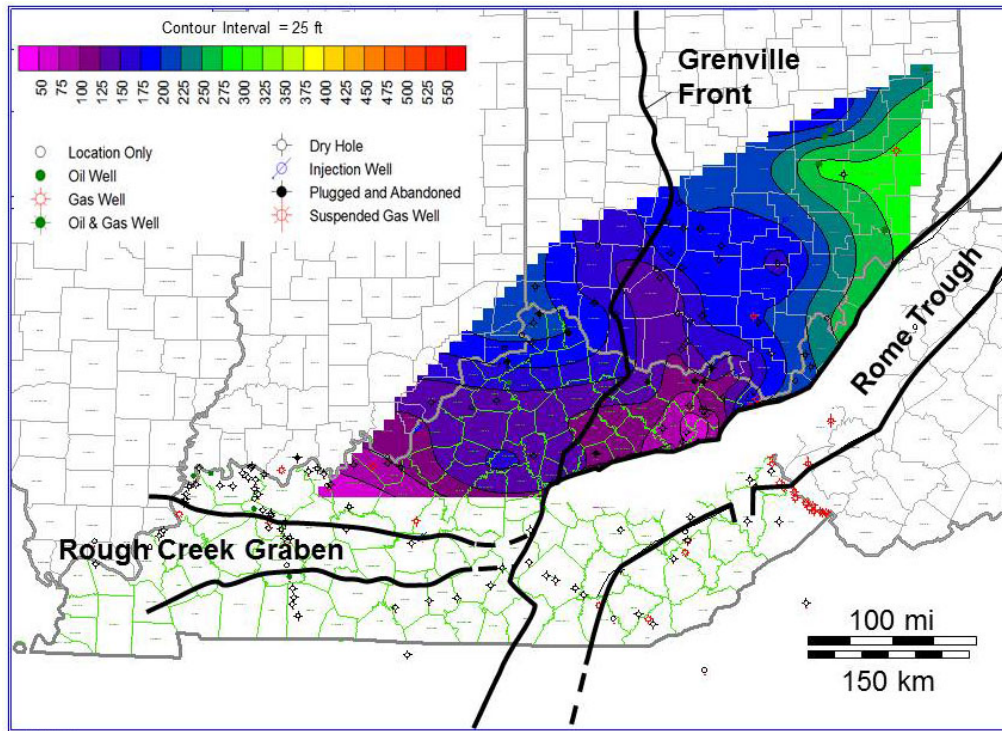 Contour Interval = 25 ft
50 75 100 125 150 175 200 225 250 275 300 325 350 375 400 425 450 475 500 525 550
Location Only
Oil Well
Gas Well
Oil & Gas Well
Dry Hole
Injection Well
Plugged and Abandoned
Suspended Gas Well
Grenville
Front
Rome Trough
Rough Creek Graben
100 mi
150 km